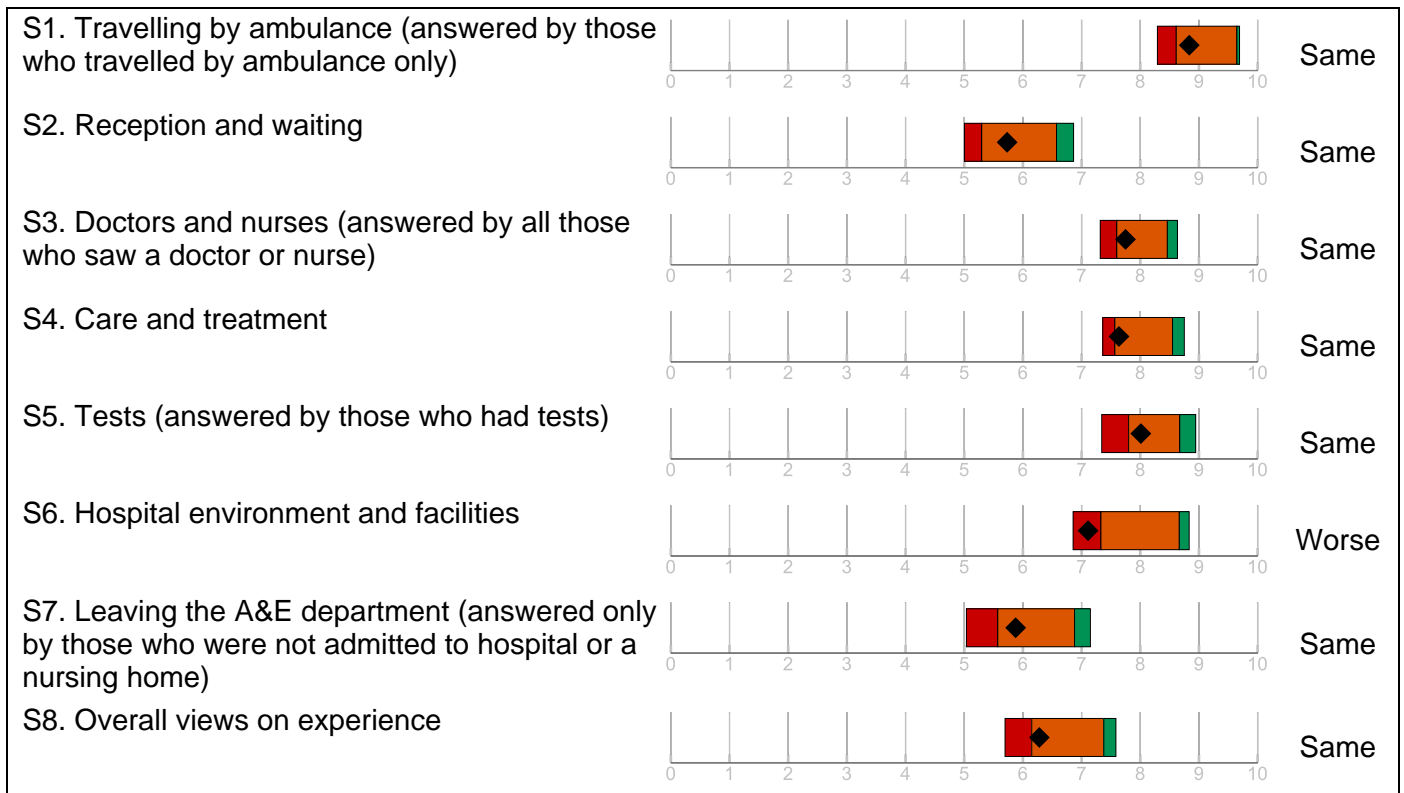 S1. Travelling by ambulance (answered by those
who travelled by ambulance only)
0 1 2 3 4 5 6 7 8 9 10
Same
S2. Reception and waiting
0 1 2 3 4 5 6 7 8 9 10
Same
S3. Doctors and nurses (answered by all those
who saw a doctor or nurse)
0 1 2 3 4 5 6 7 8 9 10
Same
S4. Care and treatment
0 1 2 3 4 5 6 7 8 9 10
Same
S5. Tests (answered by those who had tests)
0 1 2 3 4 5 6 7 8 9 10
Same
S6. Hospital environment and facilities
0 1 2 3 4 5 6 7 8 9 10
Worse
S7. Leaving the A&E department (answered only
by those who were not admitted to hospital or a
nursing home)
0 1 2 3 4 5 6 7 8 9 10
Same
S8. Overall views on experience
0 1 2 3 4 5 6 7 8 9 10
Same